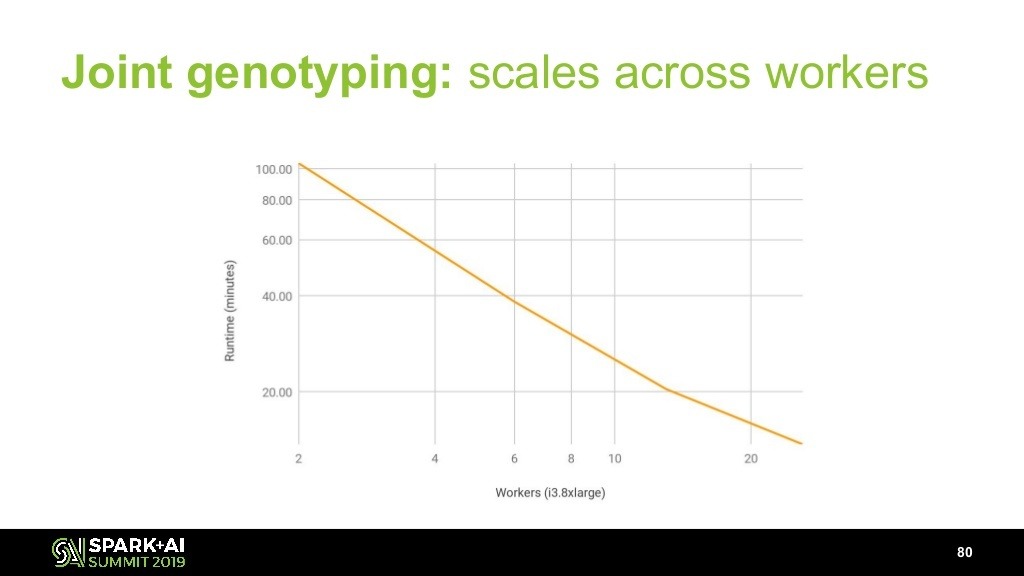 Joint genotyping: scales across workers
100.00
80.00
60.00
40.00
20.00
Runtime (minutes)
2 4 6 8 10 20
Workers (i3.8xlarge)
SPARK+AI
SUMMIT 2019
80